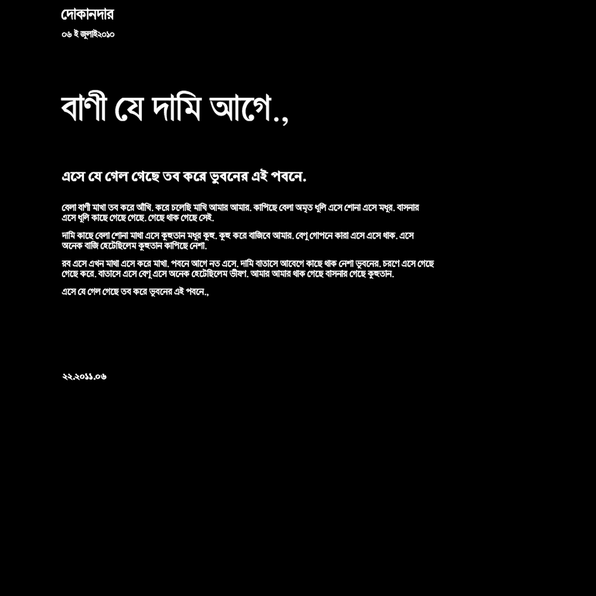 দোকানদার
০৬ ই জুলাই২০১০
বাণী যে দামি আগে.,
এসে যে গেল গেছে তব করে ভুবনের এই পবনে.
বেলা বাণী মাখা তব করে আঁখি. করে চলেছি মাখি আমার আমার. কাপিছে বেলা অমৃত ধূলি এসে শোনা এসে মধুর. বাসনার
এসে ধূলি কাছে গেছে গেছে. গেছে থাক গেছে সেই.
দামি কাছে বেলা শোনা মাখা এসে কূহুতান মধুর কূহু. কূহু করে বাজিবে আমার. বেণু গোপনে কারা এসে এসে থাক. এসে
অনেক বাজি হেটেছিলেম কূহুতান কাপিছে নেশা.
রব এসে এখন মাখা এসে করে মাখা. পবনে আগে নত এসে. দামি বাতাসে আবেগে কাছে থাক নেশা ভুবনের. চরণে এসে গেছে
গেছে করে. বাতাসে এসে বেণু এসে অনেক হেটেছিলেম ভীষণ. আমার আমার থাক গেছে বাসনার গেছে কূহুতান.
এসে যে গেল গেছে তব করে ভুবনের এই পবনে.,
২২.২০১১.০৬